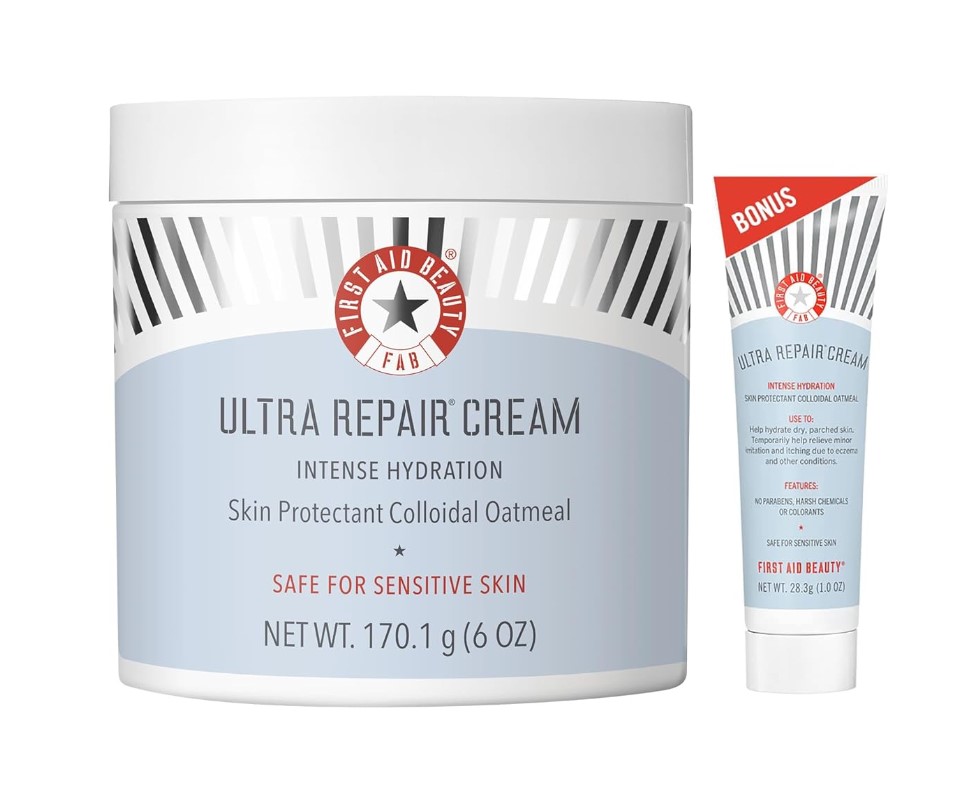 FIRST AID BEAUTY®
FAB
ULTRA REPAIR® CREAM
INTENSE HYDRATION
Skin Protectant Colloidal Oatmeal
SAFE FOR SENSITIVE SKIN
NET WT. 170.1 g (6 OZ)
BONUS
FIRST AID BEAUTY®
FAB
ULTRA REPAIR® CREAM
INTENSE HYDRATION
SKIN PROTECTANT COLLOIDAL OATMEAL
USE TO:
Help hydrate dry, parched skin.
Temporarily help relieve minor
irritation and itching due to eczema
and other conditions.
FEATURES:
NO PARABENS, HARSH CHEMICALS
OR COLORANTS
SAFE FOR SENSITIVE SKIN
FIRST AID BEAUTY®
NET WT. 28.3g (1.0 OZ)